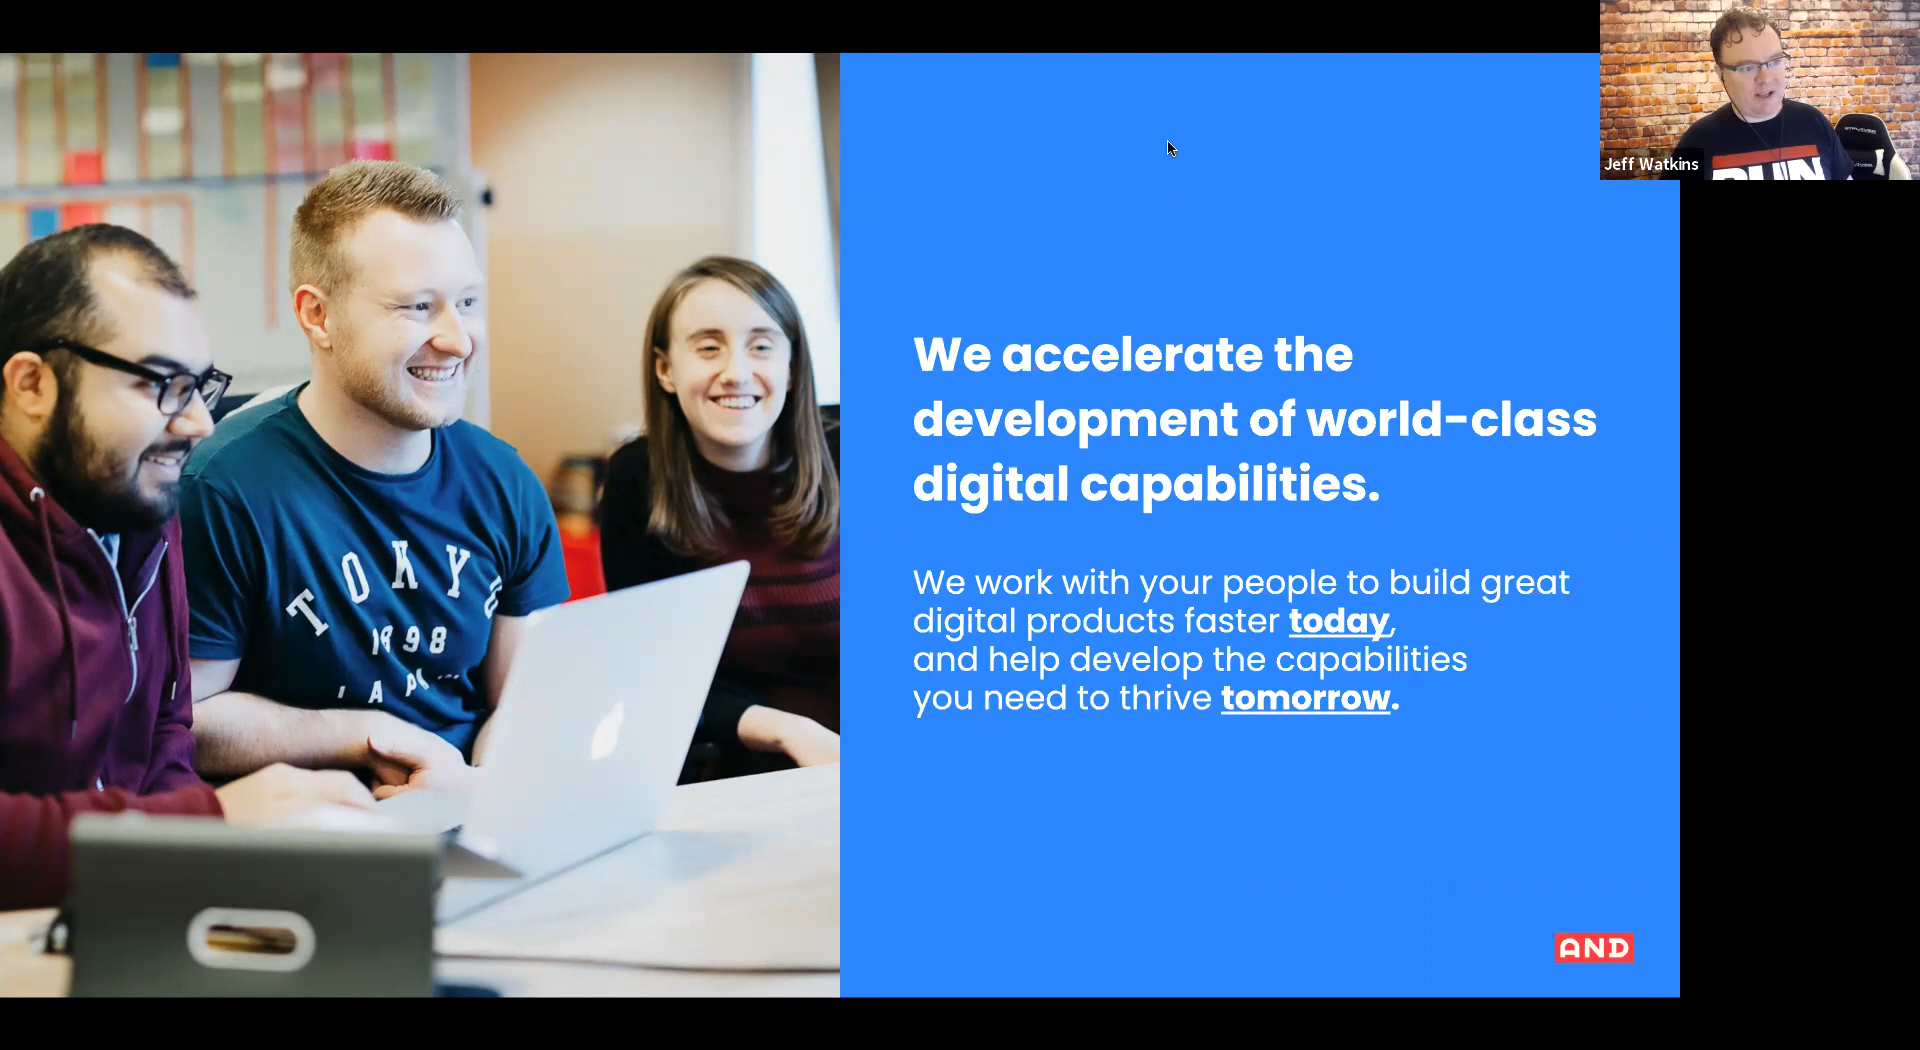 We accelerate the
development of world-class
digital capabilities.
We work with your people to build great
digital products faster today,
and help develop the capabilities
you need to thrive tomorrow.
AND
Jeff Watkins
TOKYO
1998